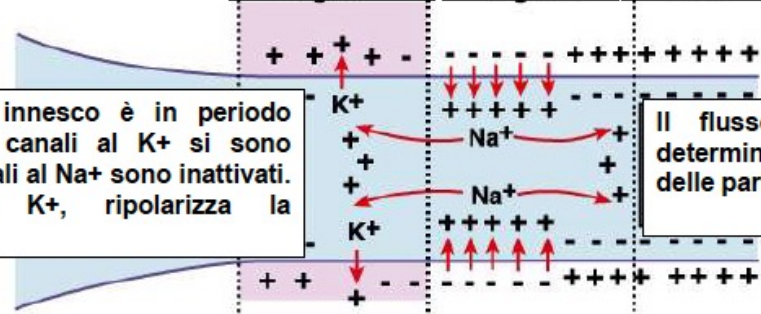 innesco è in periodo
canali al K+ si sono
ali al Na+ sono inattivati.
K+, ripolarizza la
K+
Na+
Na+
K+
Il flusso
determin
delle par